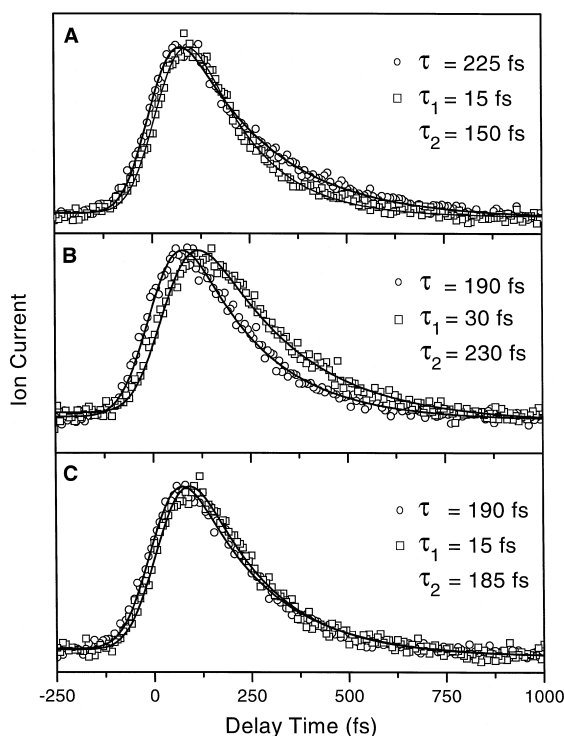 A
○ τ = 225 fs
□ τ1 = 15 fs
τ2 = 150 fs
B
○ τ = 190 fs
□ τ1 = 30 fs
τ2 = 230 fs
C
○ τ = 190 fs
□ τ1 = 15 fs
τ2 = 185 fs
Ion Current
-250 0 250 500 750 1000
Delay Time (fs)